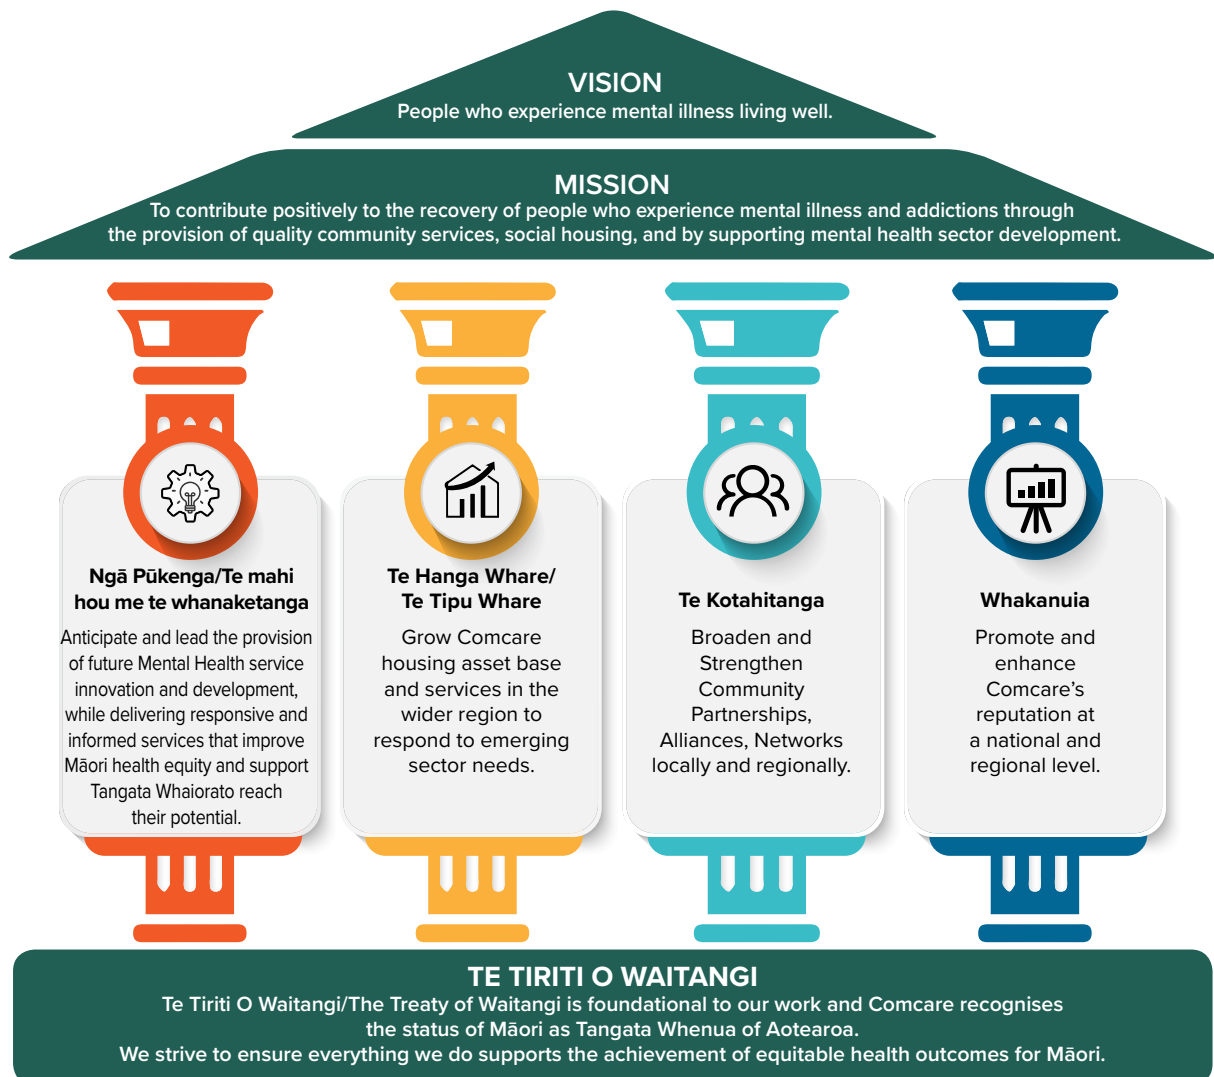 VISION
People who experience mental illness living well.
MISSION
To contribute positively to the recovery of people who experience mental illness and addictions through
the provision of quality community services, social housing, and by supporting mental health sector development.
Ngā Pūkenga/Te mahi
hou me te whanaketanga
Anticipate and lead the provision
of future Mental Health service
innovation and development,
while delivering responsive and
informed services that improve
Māori health equity and support
Tangata Whaiorato reach
their potential.
Te Hanga Whare/
Te Tipu Whare
Grow Comcare
housing asset base
and services in the
wider region to
respond to emerging
sector needs.
Te Kotahitanga
Broaden and
Strengthen
Community
Partnerships,
Alliances, Networks
locally and regionally.
Whakanuia
Promote and
enhance
Comcare’s
reputation at
a national and
regional level.
TE TIRITI O WAITANGI
Te Tiriti O Waitangi/The Treaty of Waitangi is foundational to our work and Comcare recognises
the status of Māori as Tangata Whenua of Aotearoa.
We strive to ensure everything we do supports the achievement of equitable health outcomes for Māori.